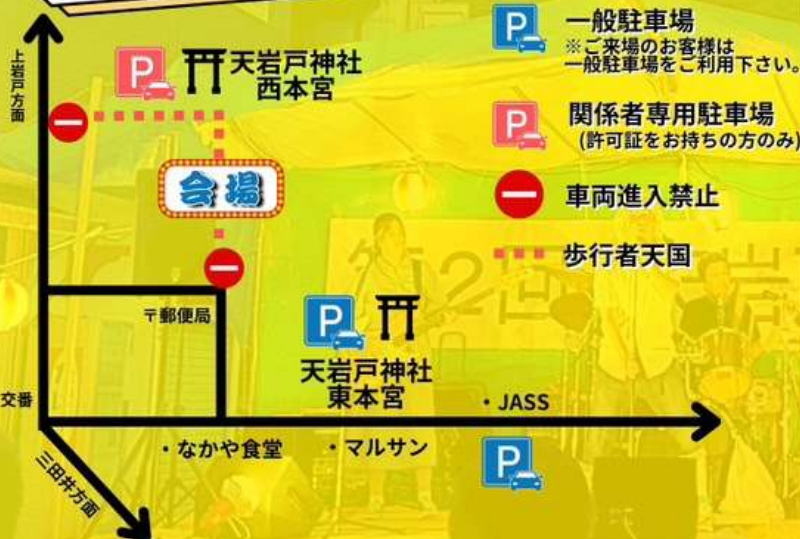 上岩戸方面
P
天岩戸神社
西本宮
会場
〒郵便局
P
天岩戸神社
東本宮
・JASS
交番
・なかや食堂
・マルサン
P
三田井方面
P
一般駐車場
※ご来場のお客様は
一般駐車場をご利用下さい。
P
関係者専用駐車場
(許可証をお持ちの方のみ)
車両進入禁止
歩行者天国
第12回
岩